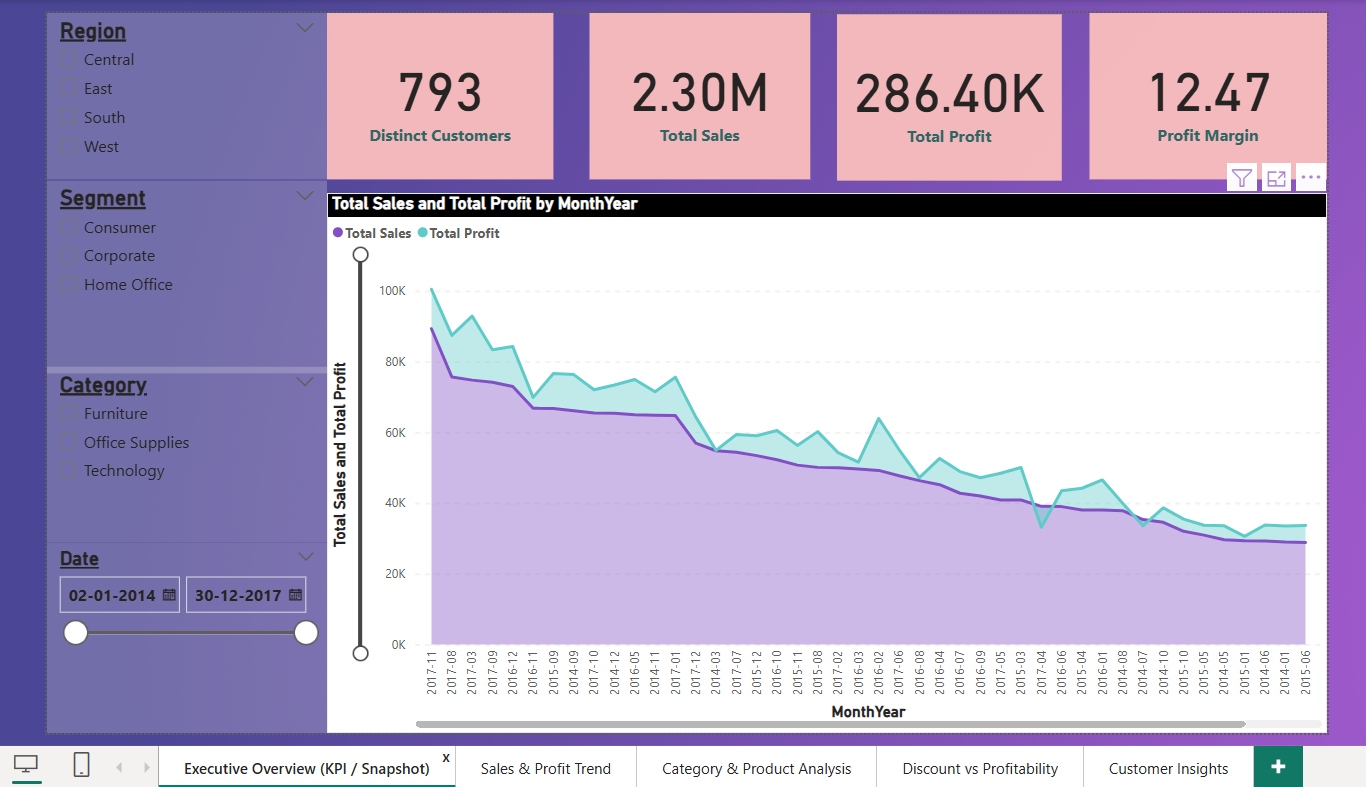 Region
Central
East
South
West
Segment
Consumer
Corporate
Home Office
Category
Furniture
Office Supplies
Technology
Date
02-01-2014
30-12-2017
793
Distinct Customers
2.30M
Total Sales
286.40K
Total Profit
12.47
Profit Margin
Total Sales and Total Profit by MonthYear
Total Sales Total Profit
Total Sales and Total Profit
100K
80K
60K
40K
20K
0K
2017-11
2017-08
2017-03
2017-09
2016-12
2016-11
2015-09
2014-09
2017-10
2014-12
2016-05
2014-11
2017-01
2017-12
2014-03
2017-07
2015-12
2016-10
2015-11
2015-08
2017-02
2016-03
2016-02
2017-06
2016-08
2016-04
2016-07
2016-09
2017-05
2015-03
2017-04
2016-06
2015-04
2016-01
2014-08
2014-07
2014-10
2015-10
2015-05
2014-05
2015-01
2014-06
2014-01
2015-06
MonthYear
Executive Overview (KPI / Snapshot) x
Sales & Profit Trend
Category & Product Analysis
Discount vs Profitability
Customer Insights
+